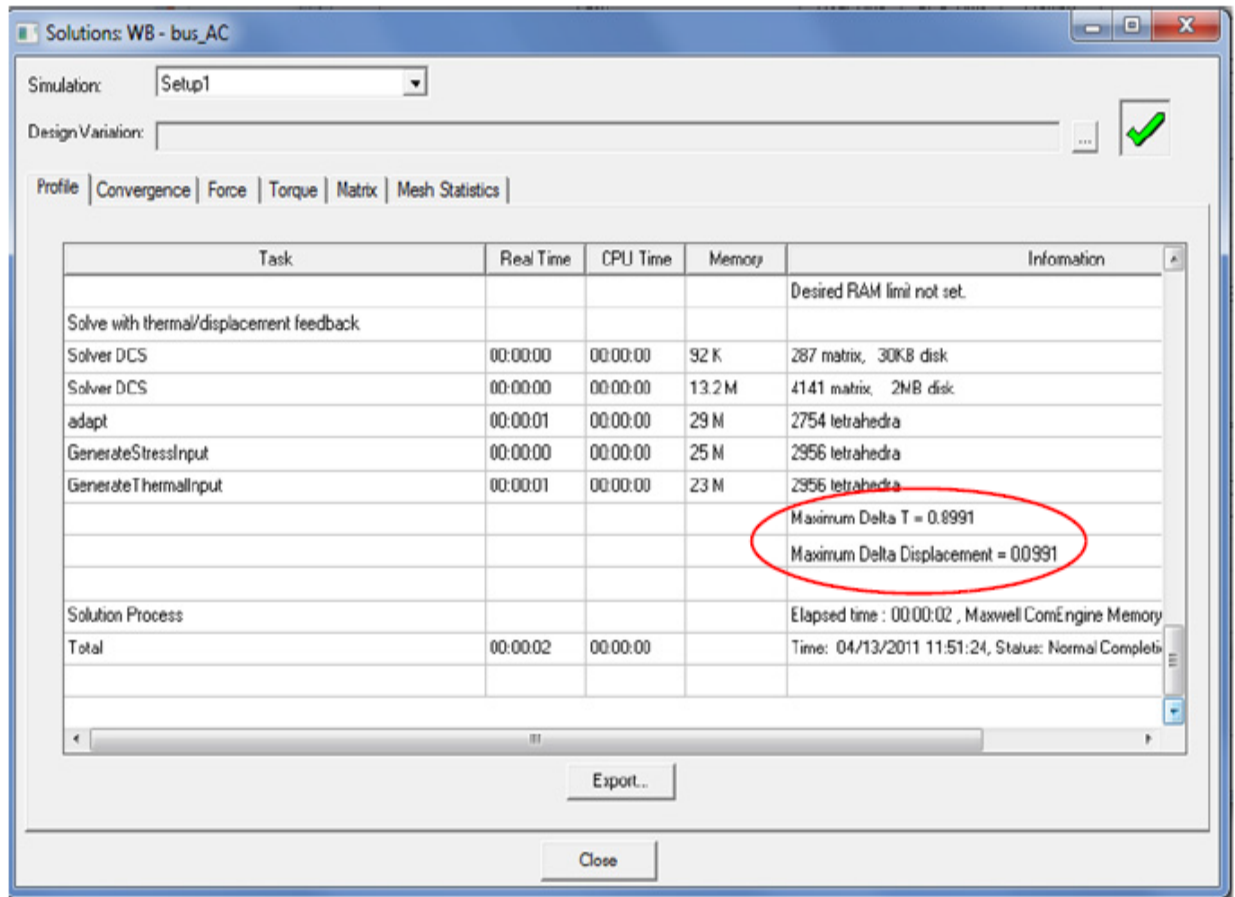 Solutions: WB - bus_AC
Simulation: Setup1
Design Variation: ...
Profile Convergence Force Torque Matrix Mesh Statistics
Task Real Time CPU Time Memory Information
Desired RAM limit not set.
Solve with thermal/displacement feedback
Solver DCS 00:00:00 00:00:00 92 K 287 matrix, 30KB disk
Solver DCS 00:00:00 00:00:00 13.2 M 4141 matrix, 2MB disk
adapt 00:00:01 00:00:00 29 M 2754 tetrahedra
GenerateStressInput 00:00:00 00:00:00 25 M 2956 tetrahedra
GenerateThermalInput 00:00:01 00:00:00 23 M 2956 tetrahedra
Maximum Delta T = 0.8991
Maximum Delta Displacement = 0.0991
Solution Process Elapsed time : 00:00:02 , Maxwell ComEngine Memory
Total 00:00:02 00:00:00 Time: 04/13/2011 11:51:24, Status: Normal Completi
Export...
Close